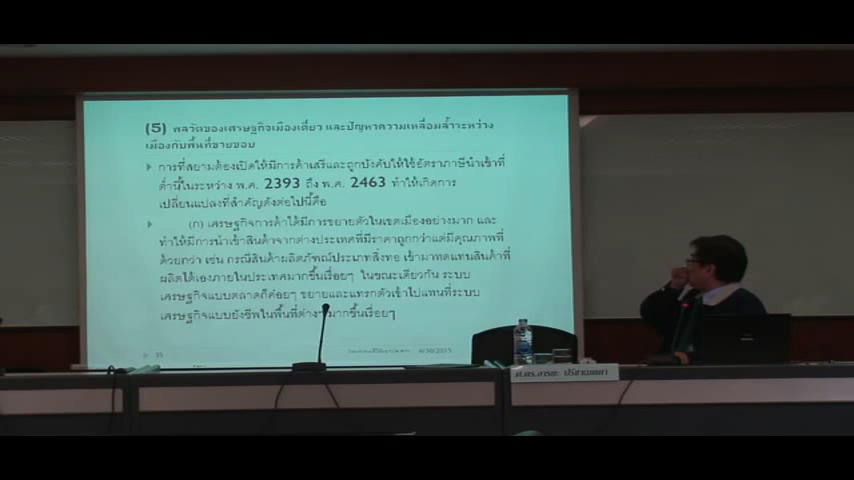 (5) พลวัตของเศรษฐกิจเมืองเดี่ยว และปัญหาความเหลื่อมล้ำระหว่าง
เมืองกับพื้นที่ชายขอบ
การที่สยามต้องเปิดให้มีการค้าเสรีและถูกบังคับให้ใช้อัตราภาษีนำเข้าที่
ต่ำนี้ในระหว่าง พ.ศ. 2393 ถึง พ.ศ. 2463 ทำให้เกิดการ
เปลี่ยนแปลงที่สำคัญดังต่อไปนี้คือ
(ก) เศรษฐกิจการค้าได้มีการขยายตัวในเขตเมืองอย่างมาก และ
ทำให้มีการนำเข้าสินค้าจากต่างประเทศที่มีราคาถูกกว่าแต่มีคุณภาพที่
ด้วยกว่า เช่น กรณีสินค้าผลิตภัณฑ์ประเภทสิ่งทอ เข้ามาทดแทนสินค้าที่
ผลิตได้เองภายในประเทศมากขึ้นเรื่อยๆ ในขณะเดียวกัน ระบบ
เศรษฐกิจแบบตลาดก็ค่อยๆ ขยายและแทรกตัวเข้าไปแทนที่ระบบ
เศรษฐกิจแบบยังชีพในพื้นที่ต่างๆมากขึ้นเรื่อยๆ
35
6/30/2015